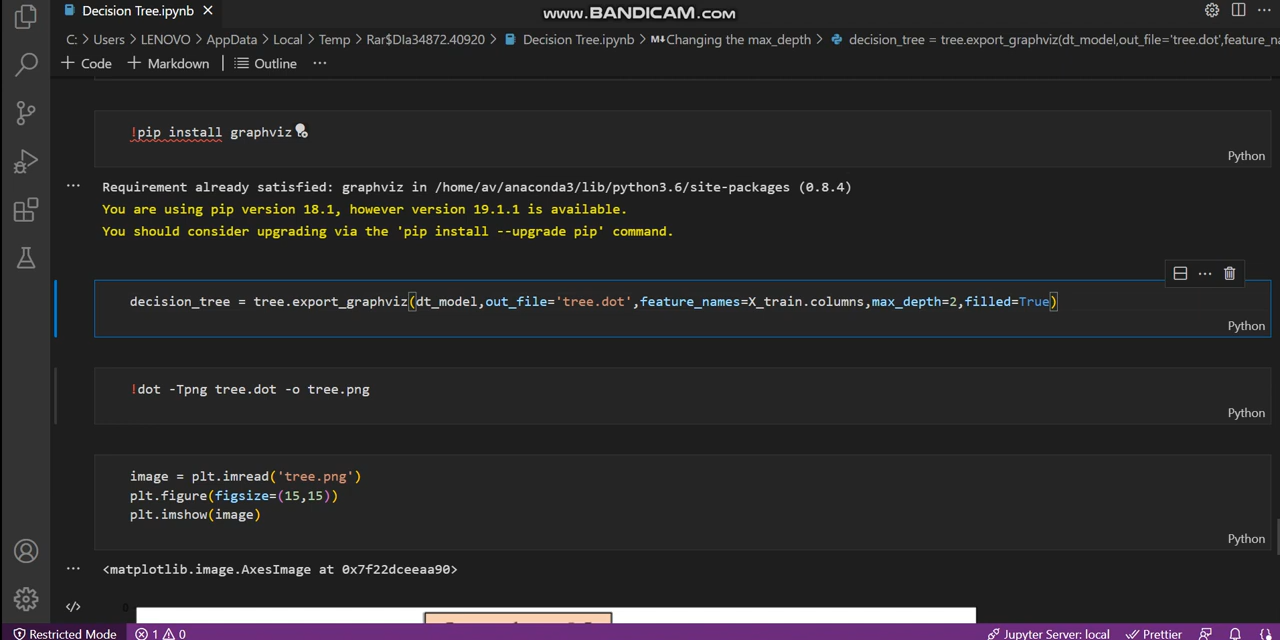 Decision Tree.ipynb
www.BANDICAM.com
C: > Users > LENOVO > AppData > Local > Temp > Rar$DIa34872.40920 > Decision Tree.ipynb > M↓Changing the max_depth > decision_tree = tree.export_graphviz(dt_model,out_file='tree.dot',feature_na
+ Code + Markdown | Outline ...
!pip install graphviz
Python
Requirement already satisfied: graphviz in /home/av/anaconda3/lib/python3.6/site-packages (0.8.4)
You are using pip version 18.1, however version 19.1.1 is available.
You should consider upgrading via the 'pip install --upgrade pip' command.
decision_tree = tree.export_graphviz(dt_model,out_file='tree.dot',feature_names=X_train.columns,max_depth=2,filled=True)
Python
!dot -Tpng tree.dot -o tree.png
Python
image = plt.imread('tree.png')
plt.figure(figsize=(15,15))
plt.imshow(image)
Python
<matplotlib.image.AxesImage at 0x7f22dceeaa90>
0
Restricted Mode 1 0 Jupyter Server: local Prettier